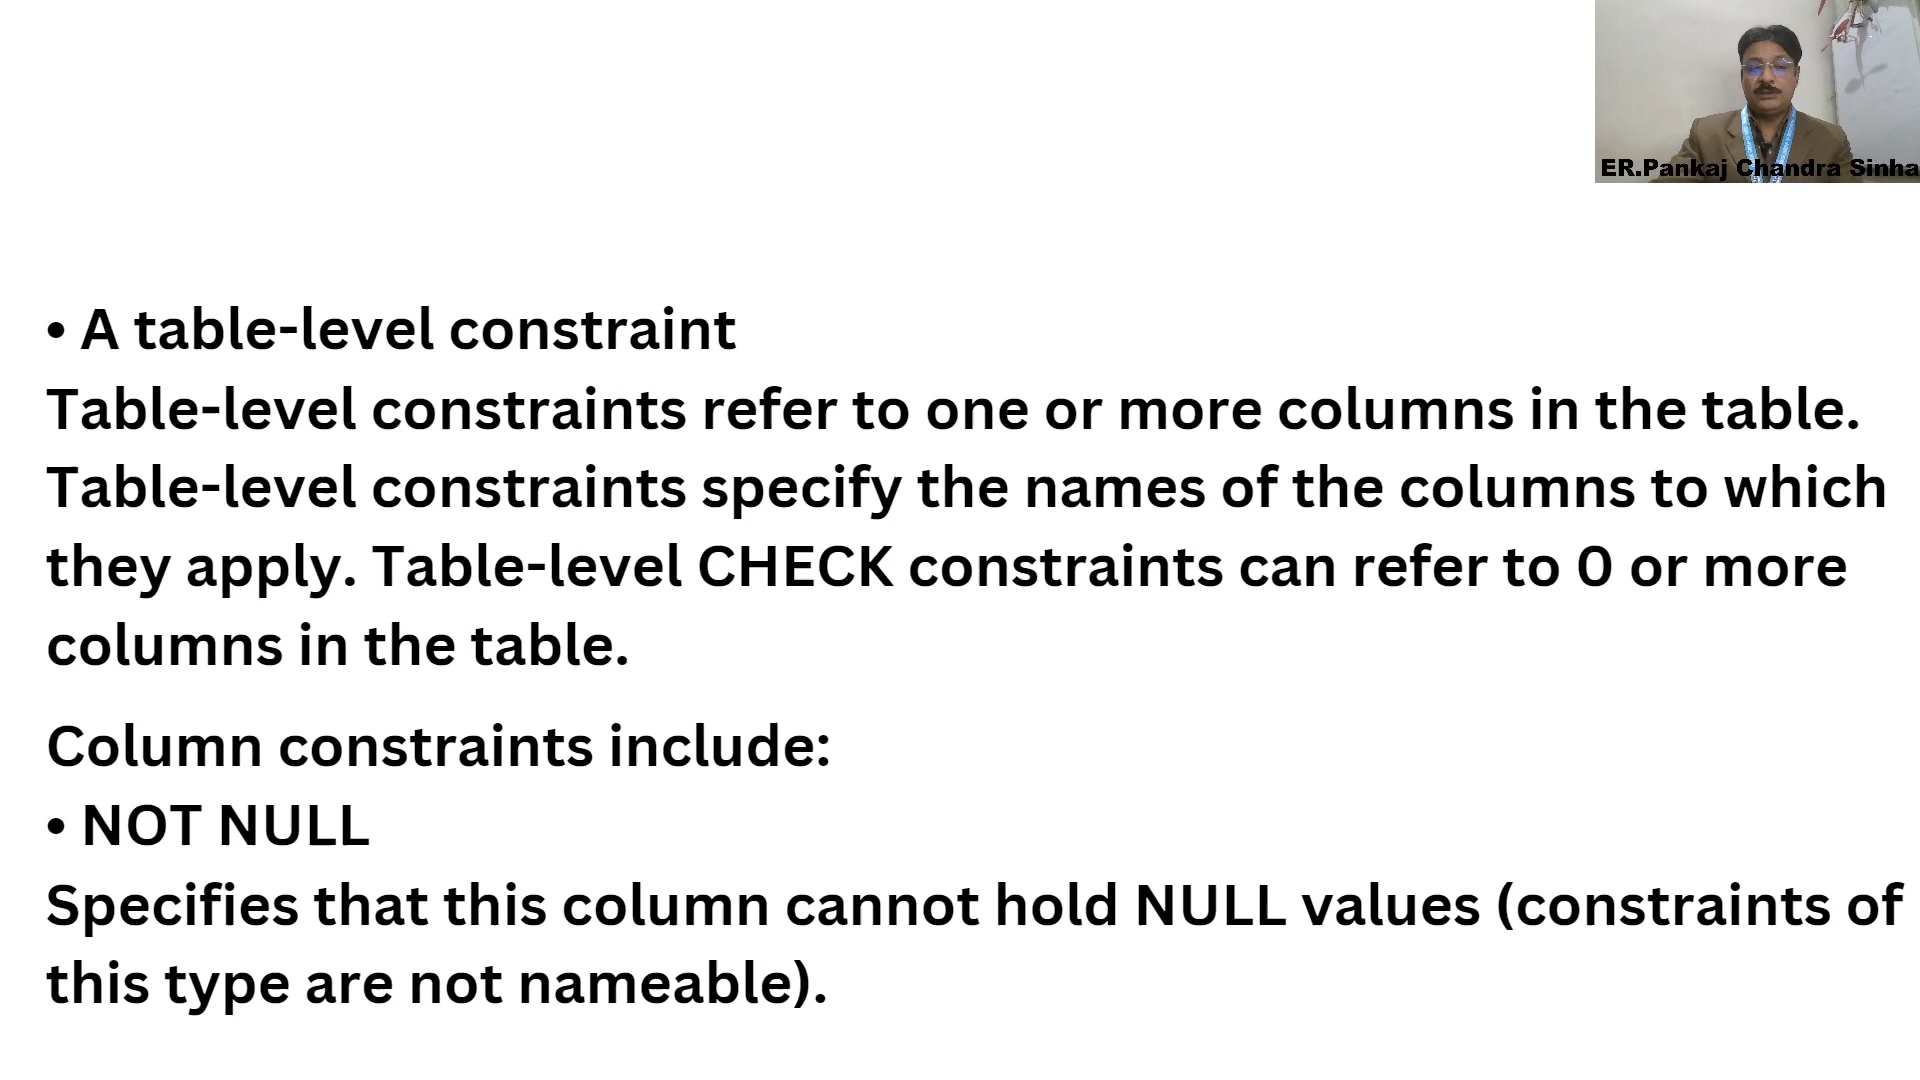 ER.Pankaj Chandra Sinha
• A table-level constraint
Table-level constraints refer to one or more columns in the table.
Table-level constraints specify the names of the columns to which
they apply. Table-level CHECK constraints can refer to 0 or more
columns in the table.
Column constraints include:
• NOT NULL
Specifies that this column cannot hold NULL values (constraints of
this type are not nameable).